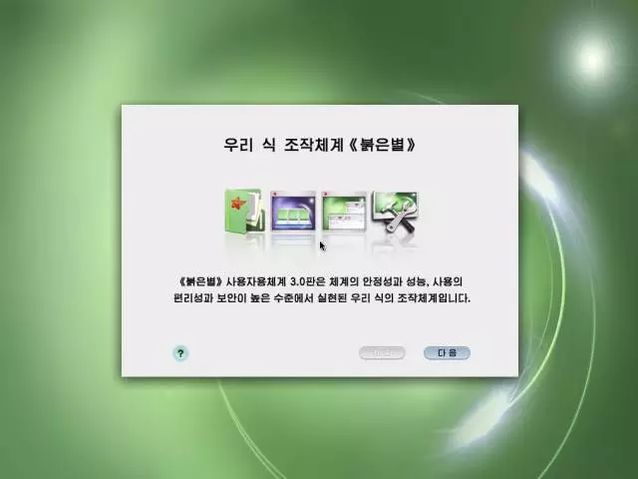 우리 식 조작체계《붉은별》
《붉은별》사용자용체계 3.0판은 체계의 안정성과 성능, 사용의
편리성과 보안이 높은 수준에서 실현된 우리 식의 조작체계입니다.
?
다음